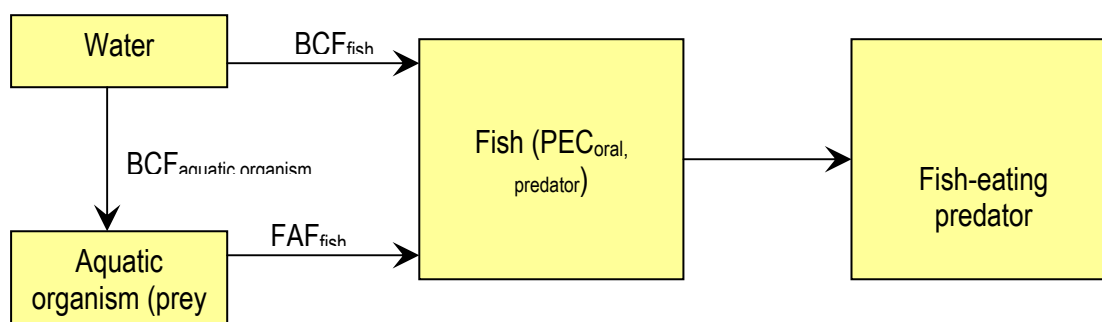 Water
BCFfish
BCFaquatic organism
Fish (PECoral,
predator)
Fish-eating
predator
FAFfish
Aquatic
organism (prey